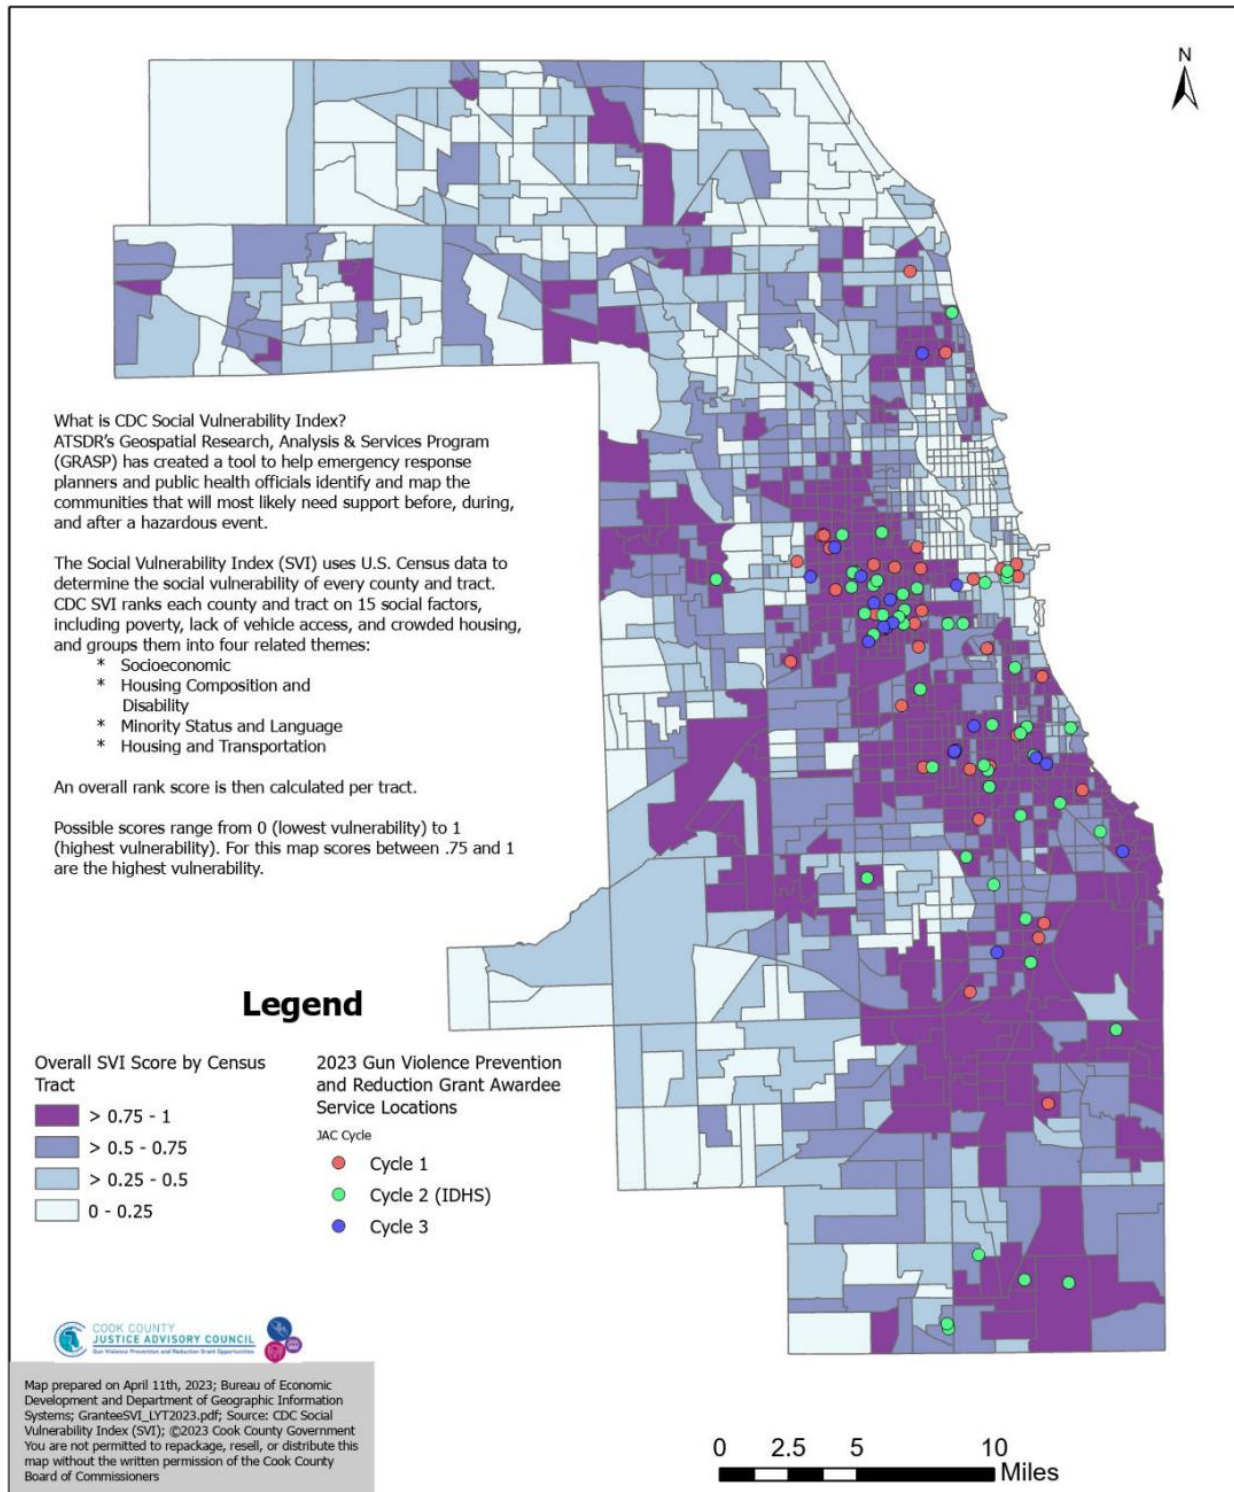 N
What is CDC Social Vulnerability Index?
ATSDR's Geospatial Research, Analysis & Services Program
(GRASP) has created a tool to help emergency response
planners and public health officials identify and map the
communities that will most likely need support before, during,
and after a hazardous event.
The Social Vulnerability Index (SVI) uses U.S. Census data to
determine the social vulnerability of every county and tract.
CDC SVI ranks each county and tract on 15 social factors,
including poverty, lack of vehicle access, and crowded housing,
and groups them into four related themes:
* Socioeconomic
* Housing Composition and
Disability
* Minority Status and Language
* Housing and Transportation
An overall rank score is then calculated per tract.
Possible scores range from 0 (lowest vulnerability) to 1
(highest vulnerability). For this map scores between .75 and 1
are the highest vulnerability.
Legend
Overall SVI Score by Census
Tract
> 0.75 - 1
> 0.5 - 0.75
> 0.25 - 0.5
0 - 0.25
2023 Gun Violence Prevention
and Reduction Grant Awardee
Service Locations
JAC Cycle
Cycle 1
Cycle 2 (IDHS)
Cycle 3
COOK COUNTY
JUSTICE ADVISORY COUNCIL
Gun Violence Prevention and Reduction Grant Opportunities
Map prepared on April 11th, 2023; Bureau of Economic
Development and Department of Geographic Information
Systems; GranteeSVI_LYT2023.pdf; Source: CDC Social
Vulnerability Index (SVI); ©2023 Cook County Government
You are not permitted to repackage, resell, or distribute this
map without the written permission of the Cook County
Board of Commissioners
0 2.5 5 10
Miles